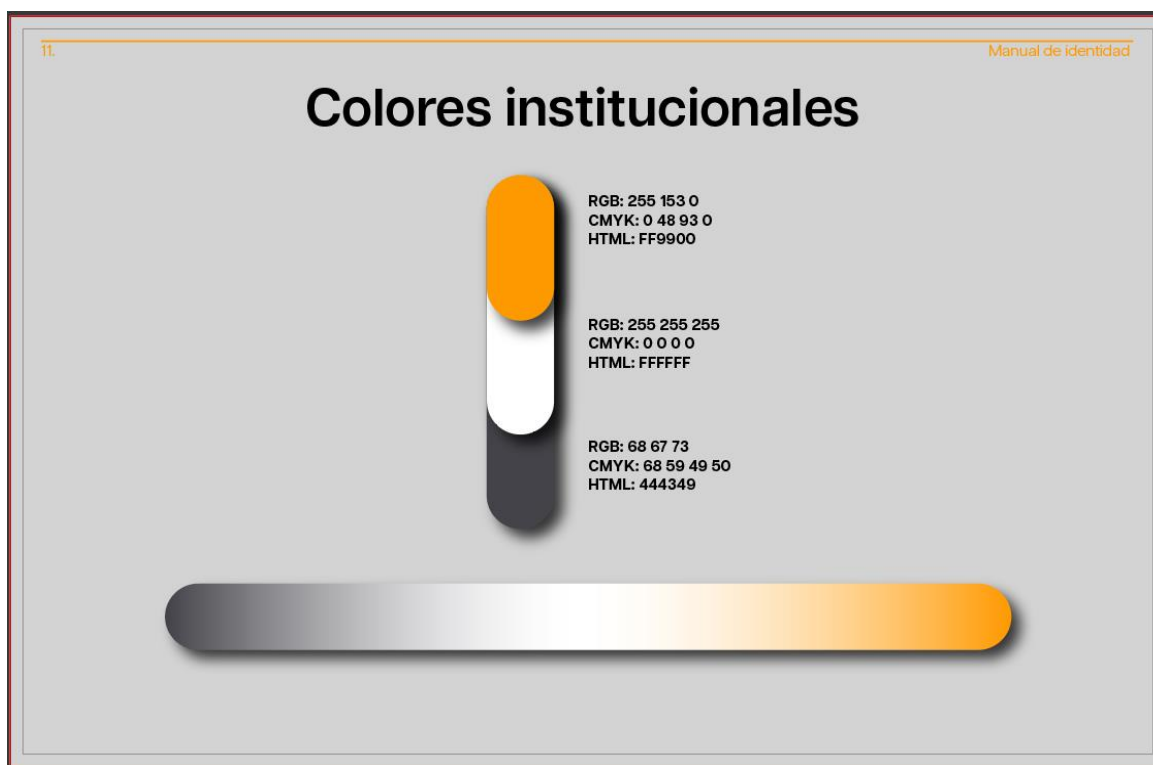 11.
Manual de identidad
Colores institucionales
RGB: 255 153 0
CMYK: 0 48 93 0
HTML: FF9900
RGB: 255 255 255
CMYK: 0 0 0 0
HTML: FFFFFF
RGB: 68 67 73
CMYK: 68 59 49 50
HTML: 444349